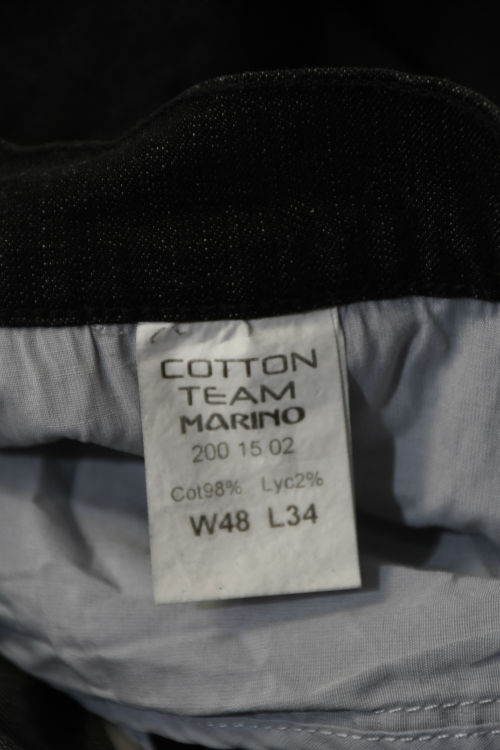 COTTON
TEAM
MARINO
200 15 02
Cot98% Lyc2%
W48 L34